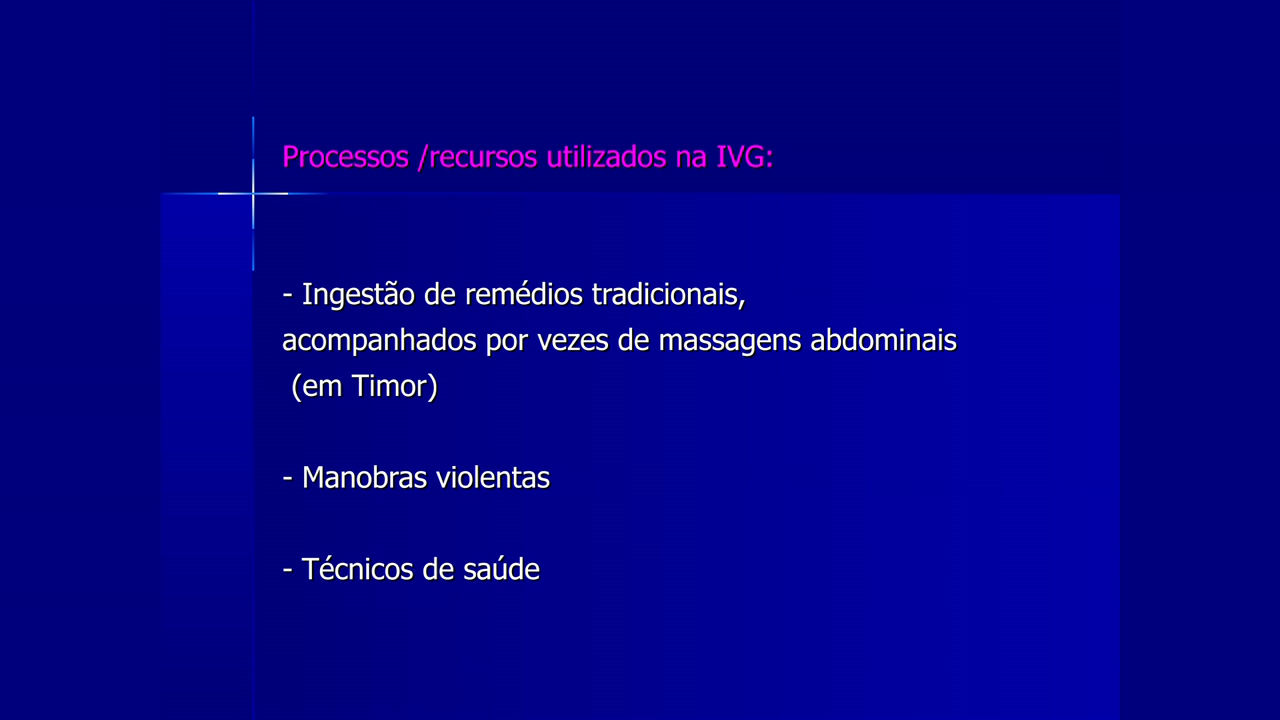 Processos /recursos utilizados na IVG:
- Ingestão de remédios tradicionais,
acompanhados por vezes de massagens abdominais
(em Timor)
- Manobras violentas
- Técnicos de saúde